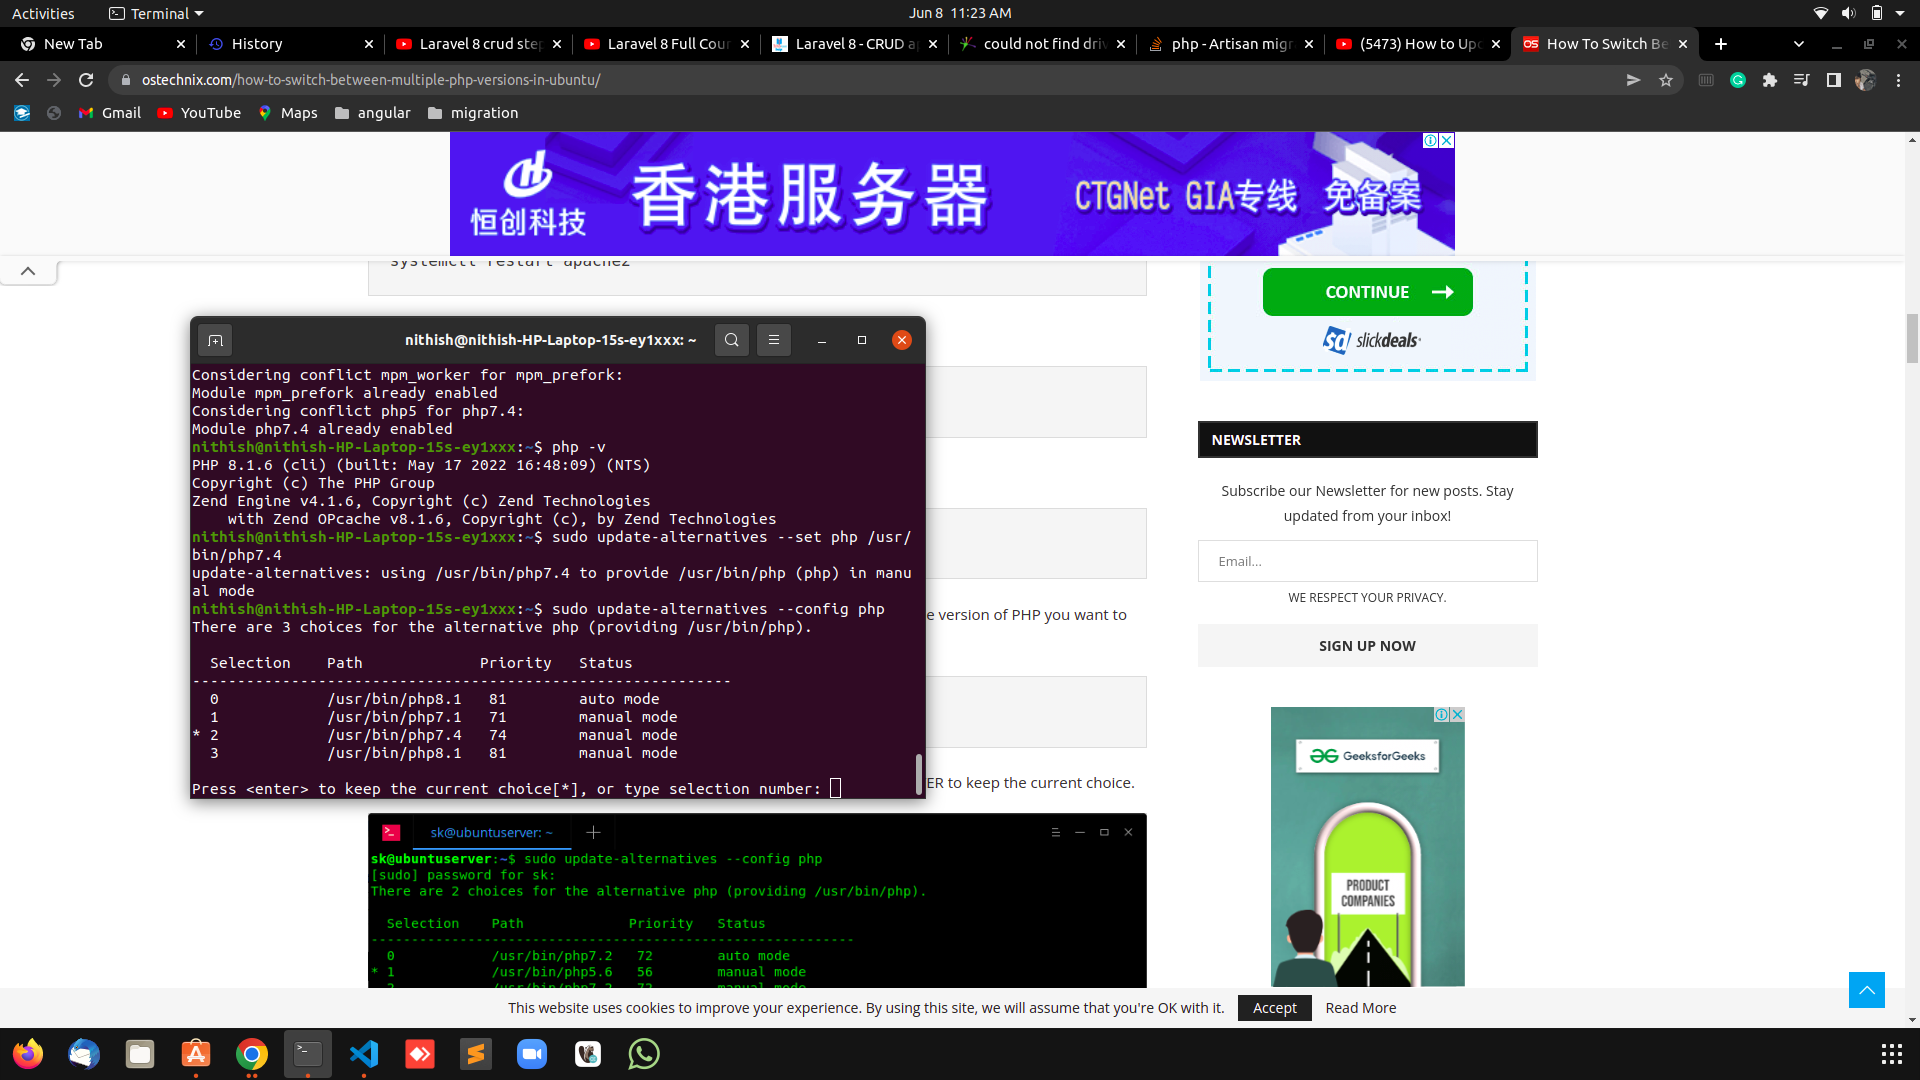 Activities
Terminal
Jun 8 11:23 AM
New Tab
History
Laravel 8 crud step
Laravel 8 Full Cour
Laravel 8 - CRUD a
could not find driv
php - Artisan migr
(5473) How to Upd
How To Switch Be
ostechnix.com/how-to-switch-between-multiple-php-versions-in-ubuntu/
Gmail
YouTube
Maps
angular
migration
恒创科技
香港服务器
CTGNet GIA专线 免备案
systemctl restart apache2
CONTINUE
sd slickdeals
nithish@nithish-HP-Laptop-15s-ey1xxx: ~
Considering conflict mpm_worker for mpm_prefork:
Module mpm_prefork already enabled
Considering conflict php5 for php7.4:
Module php7.4 already enabled
nithish@nithish-HP-Laptop-15s-ey1xxx:~$ php -v
PHP 8.1.6 (cli) (built: May 17 2022 16:48:09) (NTS)
Copyright (c) The PHP Group
Zend Engine v4.1.6, Copyright (c) Zend Technologies
    with Zend OPcache v8.1.6, Copyright (c), by Zend Technologies
nithish@nithish-HP-Laptop-15s-ey1xxx:~$ sudo update-alternatives --set php /usr/
bin/php7.4
update-alternatives: using /usr/bin/php7.4 to provide /usr/bin/php (php) in manu
al mode
nithish@nithish-HP-Laptop-15s-ey1xxx:~$ sudo update-alternatives --config php
There are 3 choices for the alternative php (providing /usr/bin/php).
  Selection    Path             Priority   Status
------------------------------------------------------------
  0            /usr/bin/php8.1   81        auto mode
  1            /usr/bin/php7.1   71        manual mode
* 2            /usr/bin/php7.4   74        manual mode
  3            /usr/bin/php8.1   81        manual mode
Press <enter> to keep the current choice[*], or type selection number:
e version of PHP you want to
ER to keep the current choice.
sk@ubuntuserver: ~
sk@ubuntuserver:~$ sudo update-alternatives --config php
[sudo] password for sk:
There are 2 choices for the alternative php (providing /usr/bin/php).
  Selection    Path             Priority   Status
------------------------------------------------------------
  0            /usr/bin/php7.2   72        auto mode
* 1            /usr/bin/php5.6   56        manual mode
  2            /usr/bin/php7.2   72        manual mode
NEWSLETTER
Subscribe our Newsletter for new posts. Stay
updated from your inbox!
Email...
WE RESPECT YOUR PRIVACY.
SIGN UP NOW
GeeksforGeeks
PRODUCT
COMPANIES
This website uses cookies to improve your experience. By using this site, we will assume that you're OK with it.
Accept
Read More